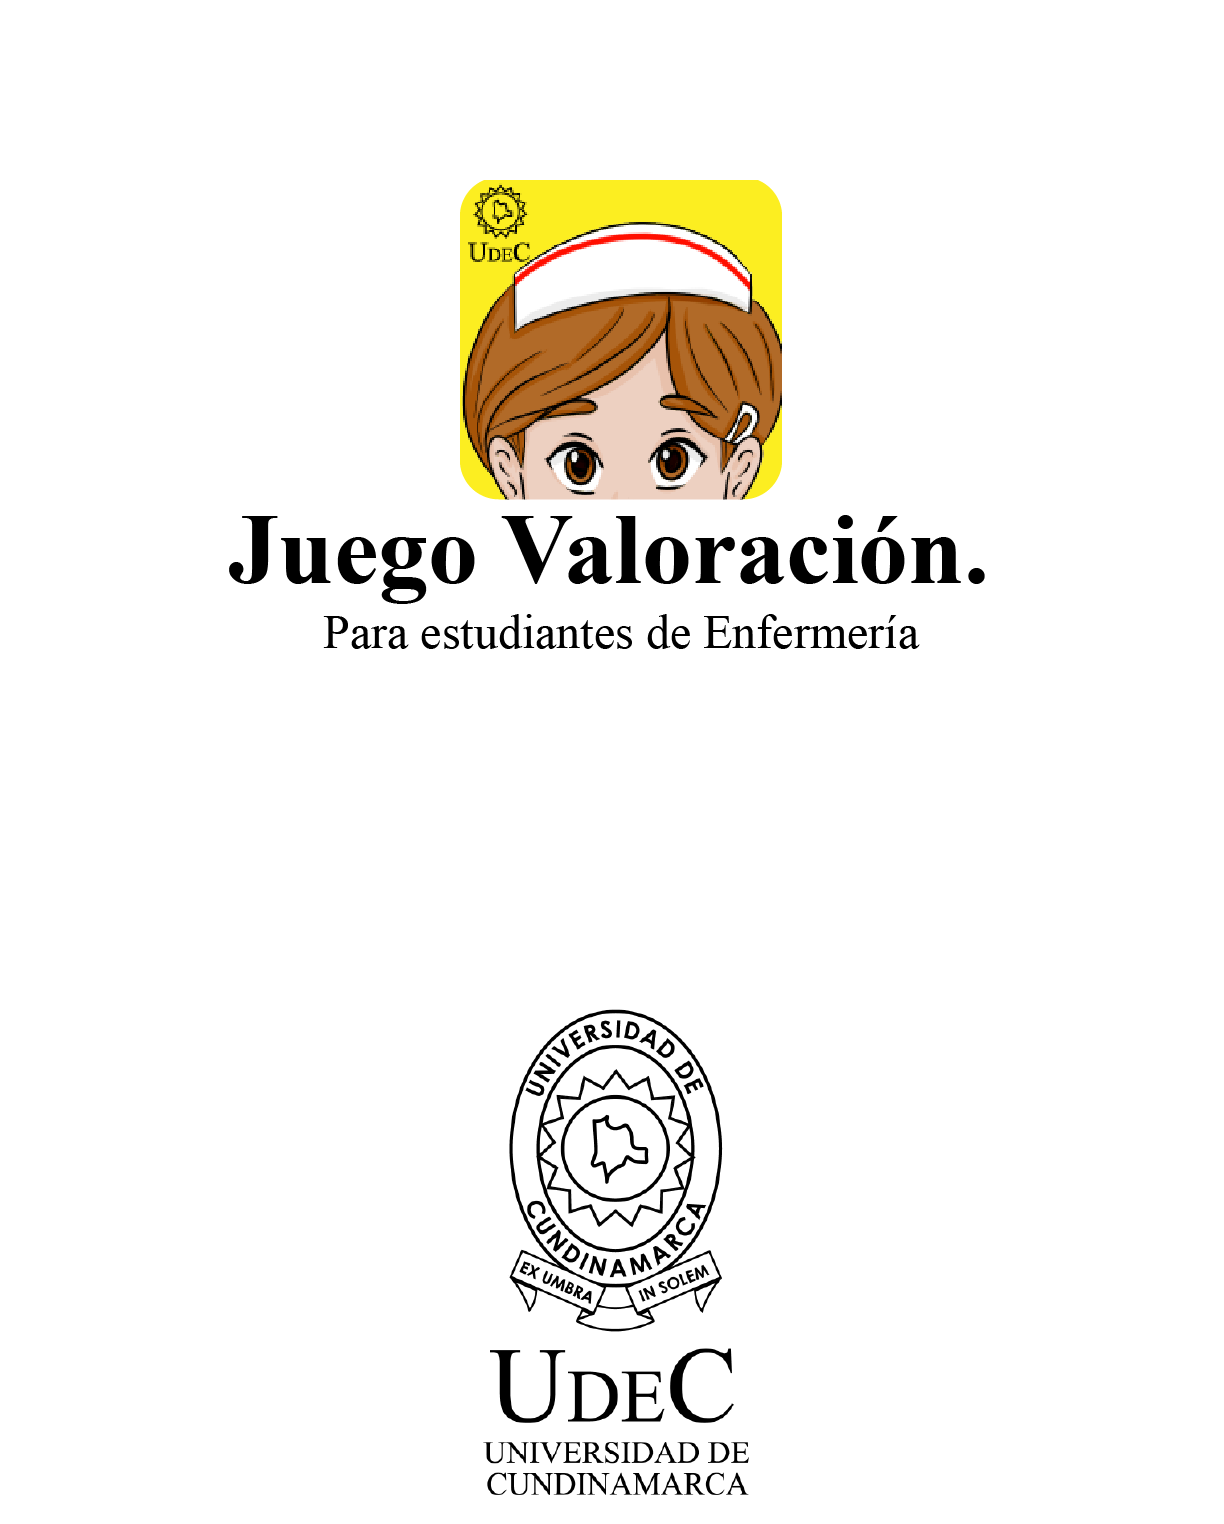 UDEC
Juego Valoración.
Para estudiantes de Enfermería
UNIVERSIDAD DE
CUNDINAMARCA
EX UMBRA IN SOLEM
UDEC
UNIVERSIDAD DE
CUNDINAMARCA